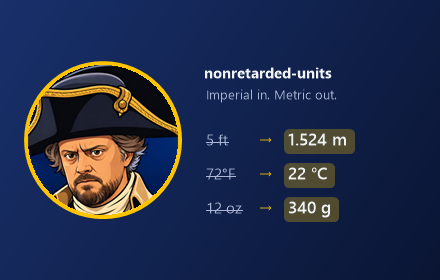 nonretarded-units
Imperial in. Metric out.
5 ft → 1.524 m
72°F → 22 °C
12 oz → 340 g